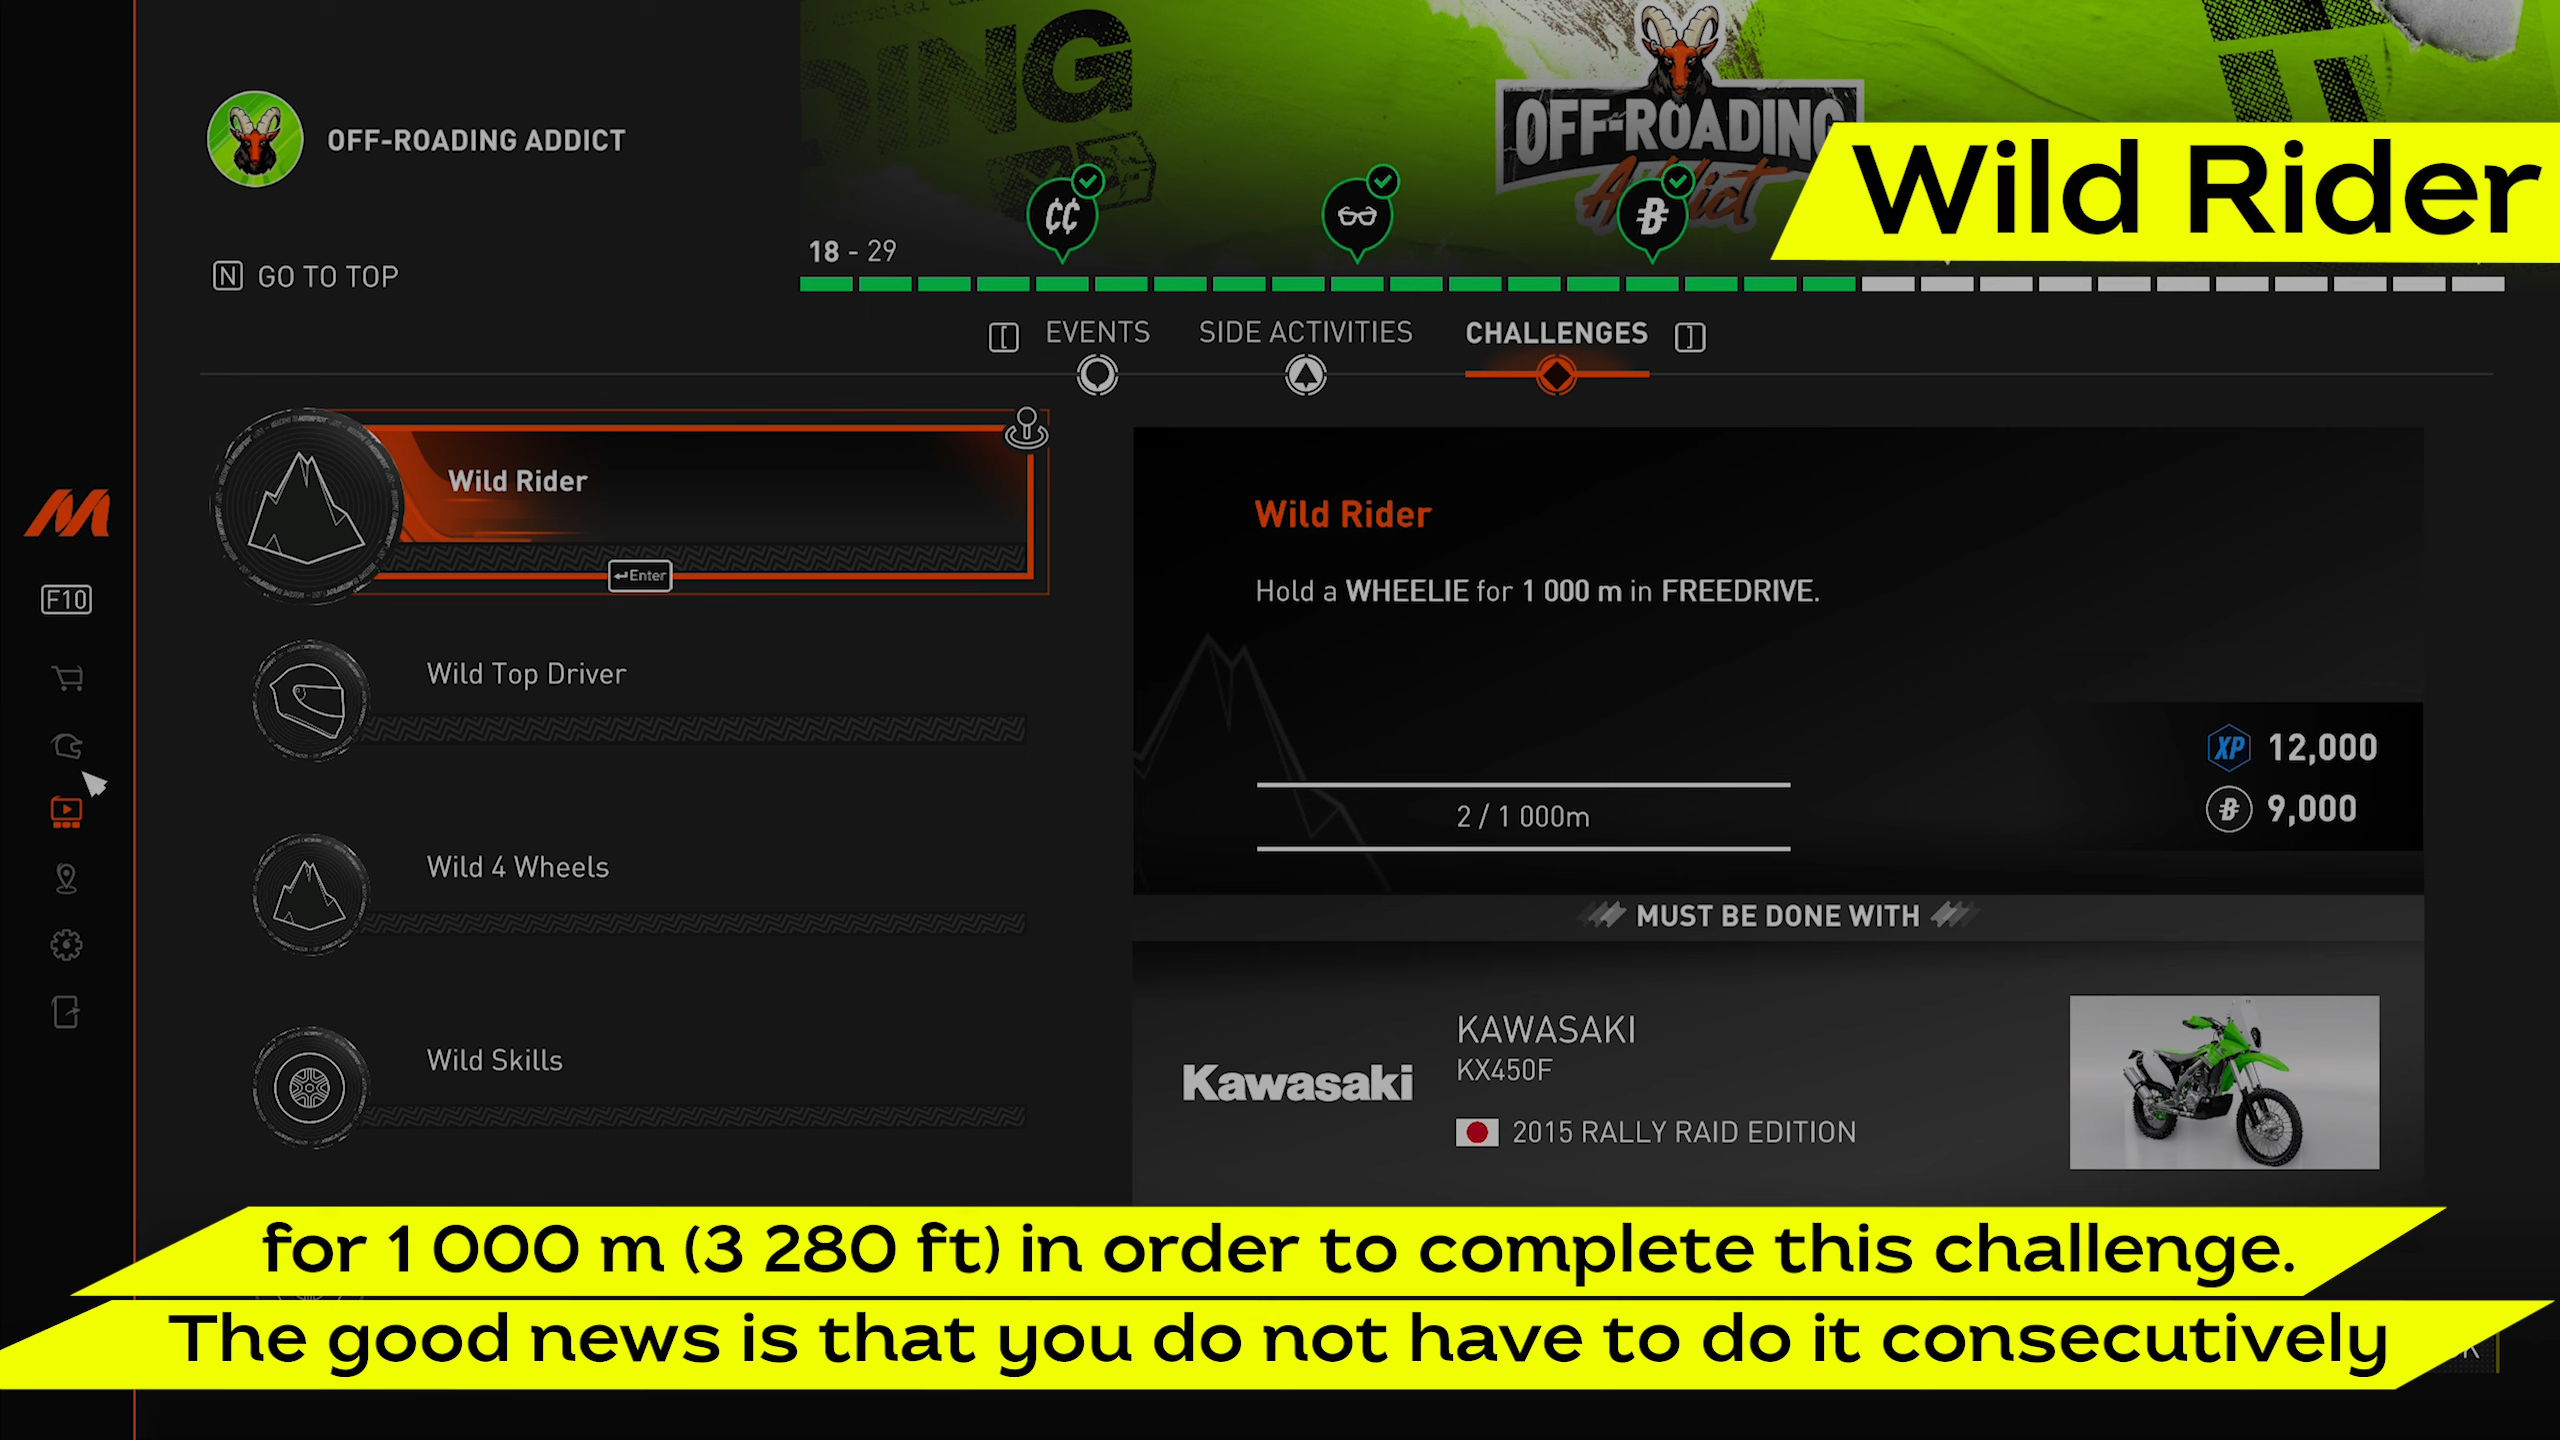 DING
OFF-ROADING
Addict
Wild Rider
OFF-ROADING ADDICT
18 - 29
N GO TO TOP
[ EVENTS SIDE ACTIVITIES CHALLENGES ]
Wild Rider
Enter
Wild Top Driver
Wild 4 Wheels
Wild Skills
F10
Wild Rider
Hold a WHEELIE for 1 000 m in FREEDRIVE.
2 / 1 000m
XP 12,000
9,000
MUST BE DONE WITH
Kawasaki
KAWASAKI
KX450F
2015 RALLY RAID EDITION
for 1 000 m (3 280 ft) in order to complete this challenge.
The good news is that you do not have to do it consecutively